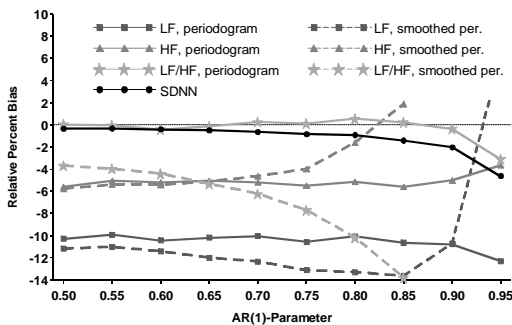 LF, periodogram
LF, smoothed per.
HF, periodogram
HF, smoothed per.
LF/HF, periodogram
LF/HF, smoothed per.
SDNN
Relative Percent Bias
10
8
6
4
2
0
-2
-4
-6
-8
-10
-12
-14
0.50 0.55 0.60 0.65 0.70 0.75 0.80 0.85 0.90 0.95
AR(1)-Parameter